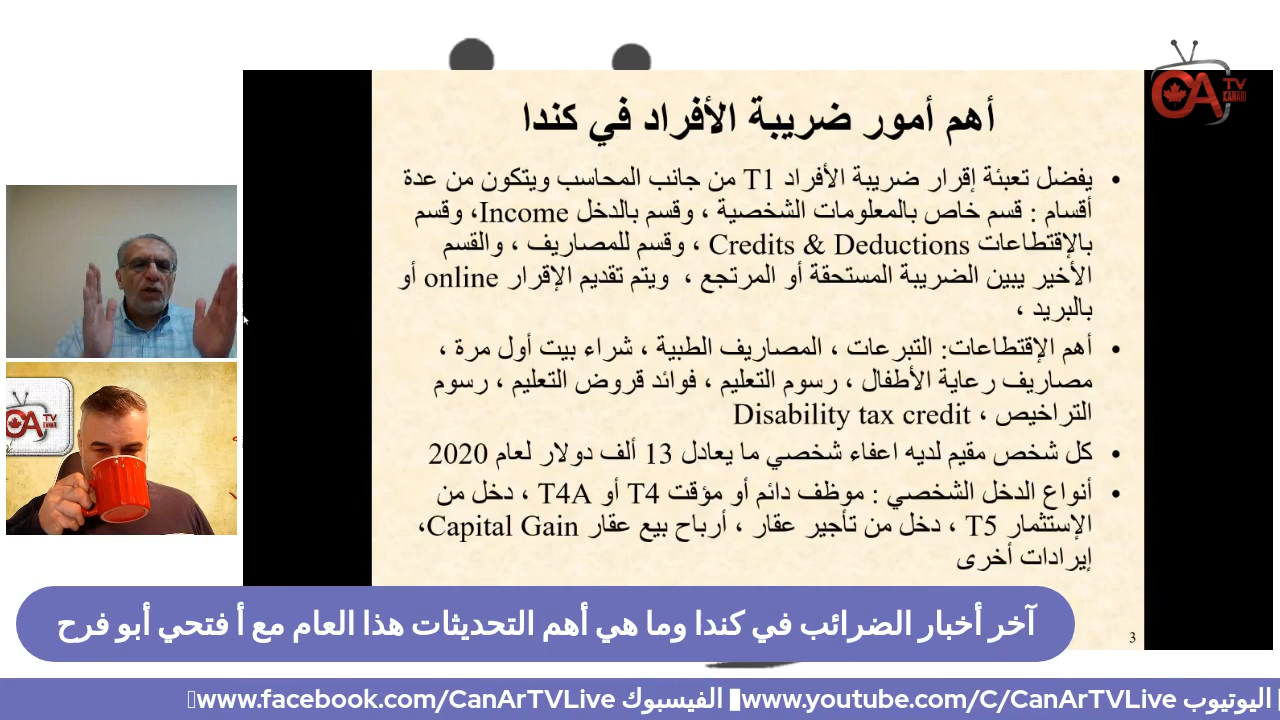 أهم أمور ضريبة الأفراد في كندا
• يفضل تعبئة إقرار ضريبة الأفراد T1 من جانب المحاسب ويتكون من عدة
أقسام : قسم خاص بالمعلومات الشخصية ، وقسم بالدخل Income، وقسم
بالإقتطاعات Credits & Deductions ، وقسم للمصاريف ، والقسم
الأخير يبين الضريبة المستحقة أو المرتجع ، ويتم تقديم الإقرار online أو
بالبريد ،
• أهم الإقتطاعات: التبرعات ، المصاريف الطبية ، شراء بيت أول مرة ،
مصاريف رعاية الأطفال ، رسوم التعليم ، فوائد قروض التعليم ، رسوم
التراخيص ، Disability tax credit
• كل شخص مقيم لديه اعفاء شخصي ما يعادل 13 ألف دولار لعام 2020
• أنواع الدخل الشخصي : موظف دائم أو مؤقت T4 أو T4A ، دخل من
الإستثمار T5 ، دخل من تأجير عقار ، أرباح بيع عقار Capital Gain،
إيرادات أخرى
3
CA TV
CANAR
CA TV
آخر أخبار الضرائب في كندا وما هي أهم التحديثات هذا العام مع أ فتحي أبو فرح
اليوتيوب www.youtube.com/C/CanArTVLive الفيسبوك www.facebook.com/CanArTVLive